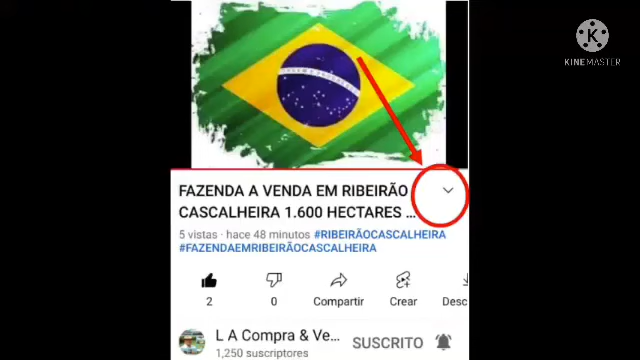 KINEMASTER
FAZENDA A VENDA EM RIBEIRÃO
CASCALHEIRA 1.600 HECTARES ...
5 vistas · hace 48 minutos #RIBEIRÃOCASCALHEIRA
#FAZENDAEMRIBEIRÃOCASCALHEIRA
2 0 Compartir Crear Desc
L A Compra & Ve... SUSCRITO
1,250 suscriptores